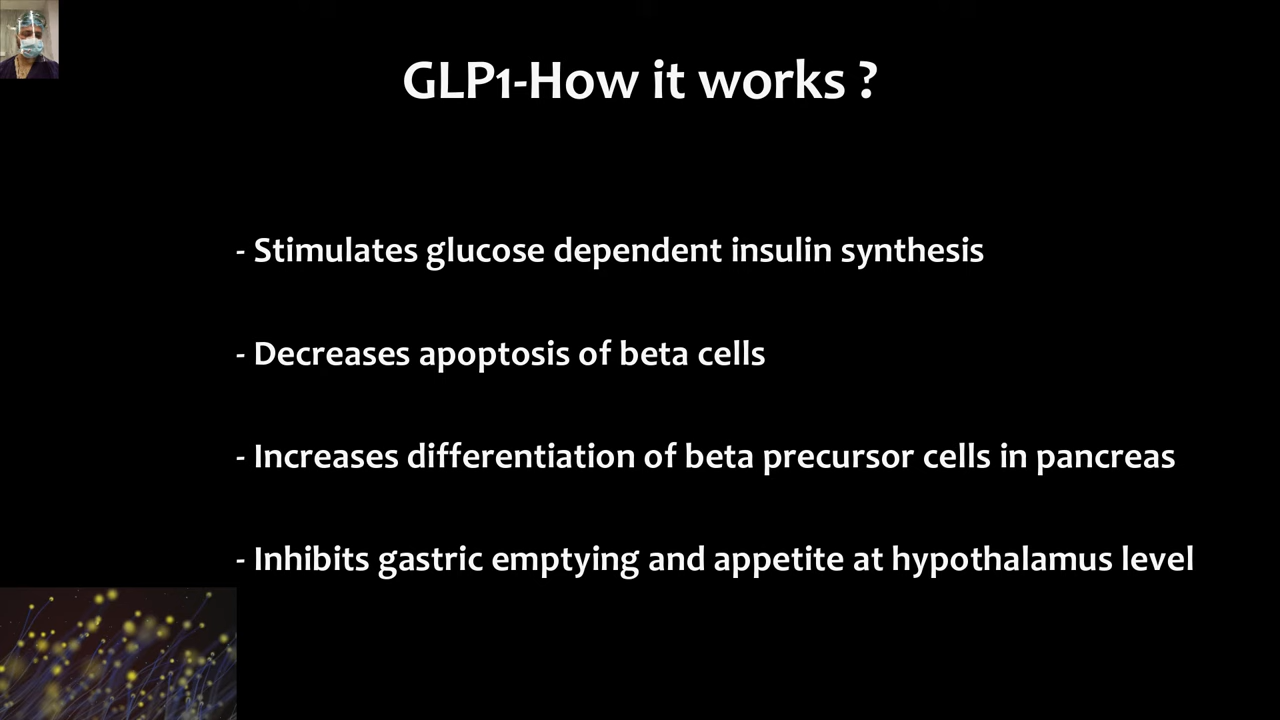 GLP1-How it works ?
- Stimulates glucose dependent insulin synthesis
- Decreases apoptosis of beta cells
- Increases differentiation of beta precursor cells in pancreas
- Inhibits gastric emptying and appetite at hypothalamus level